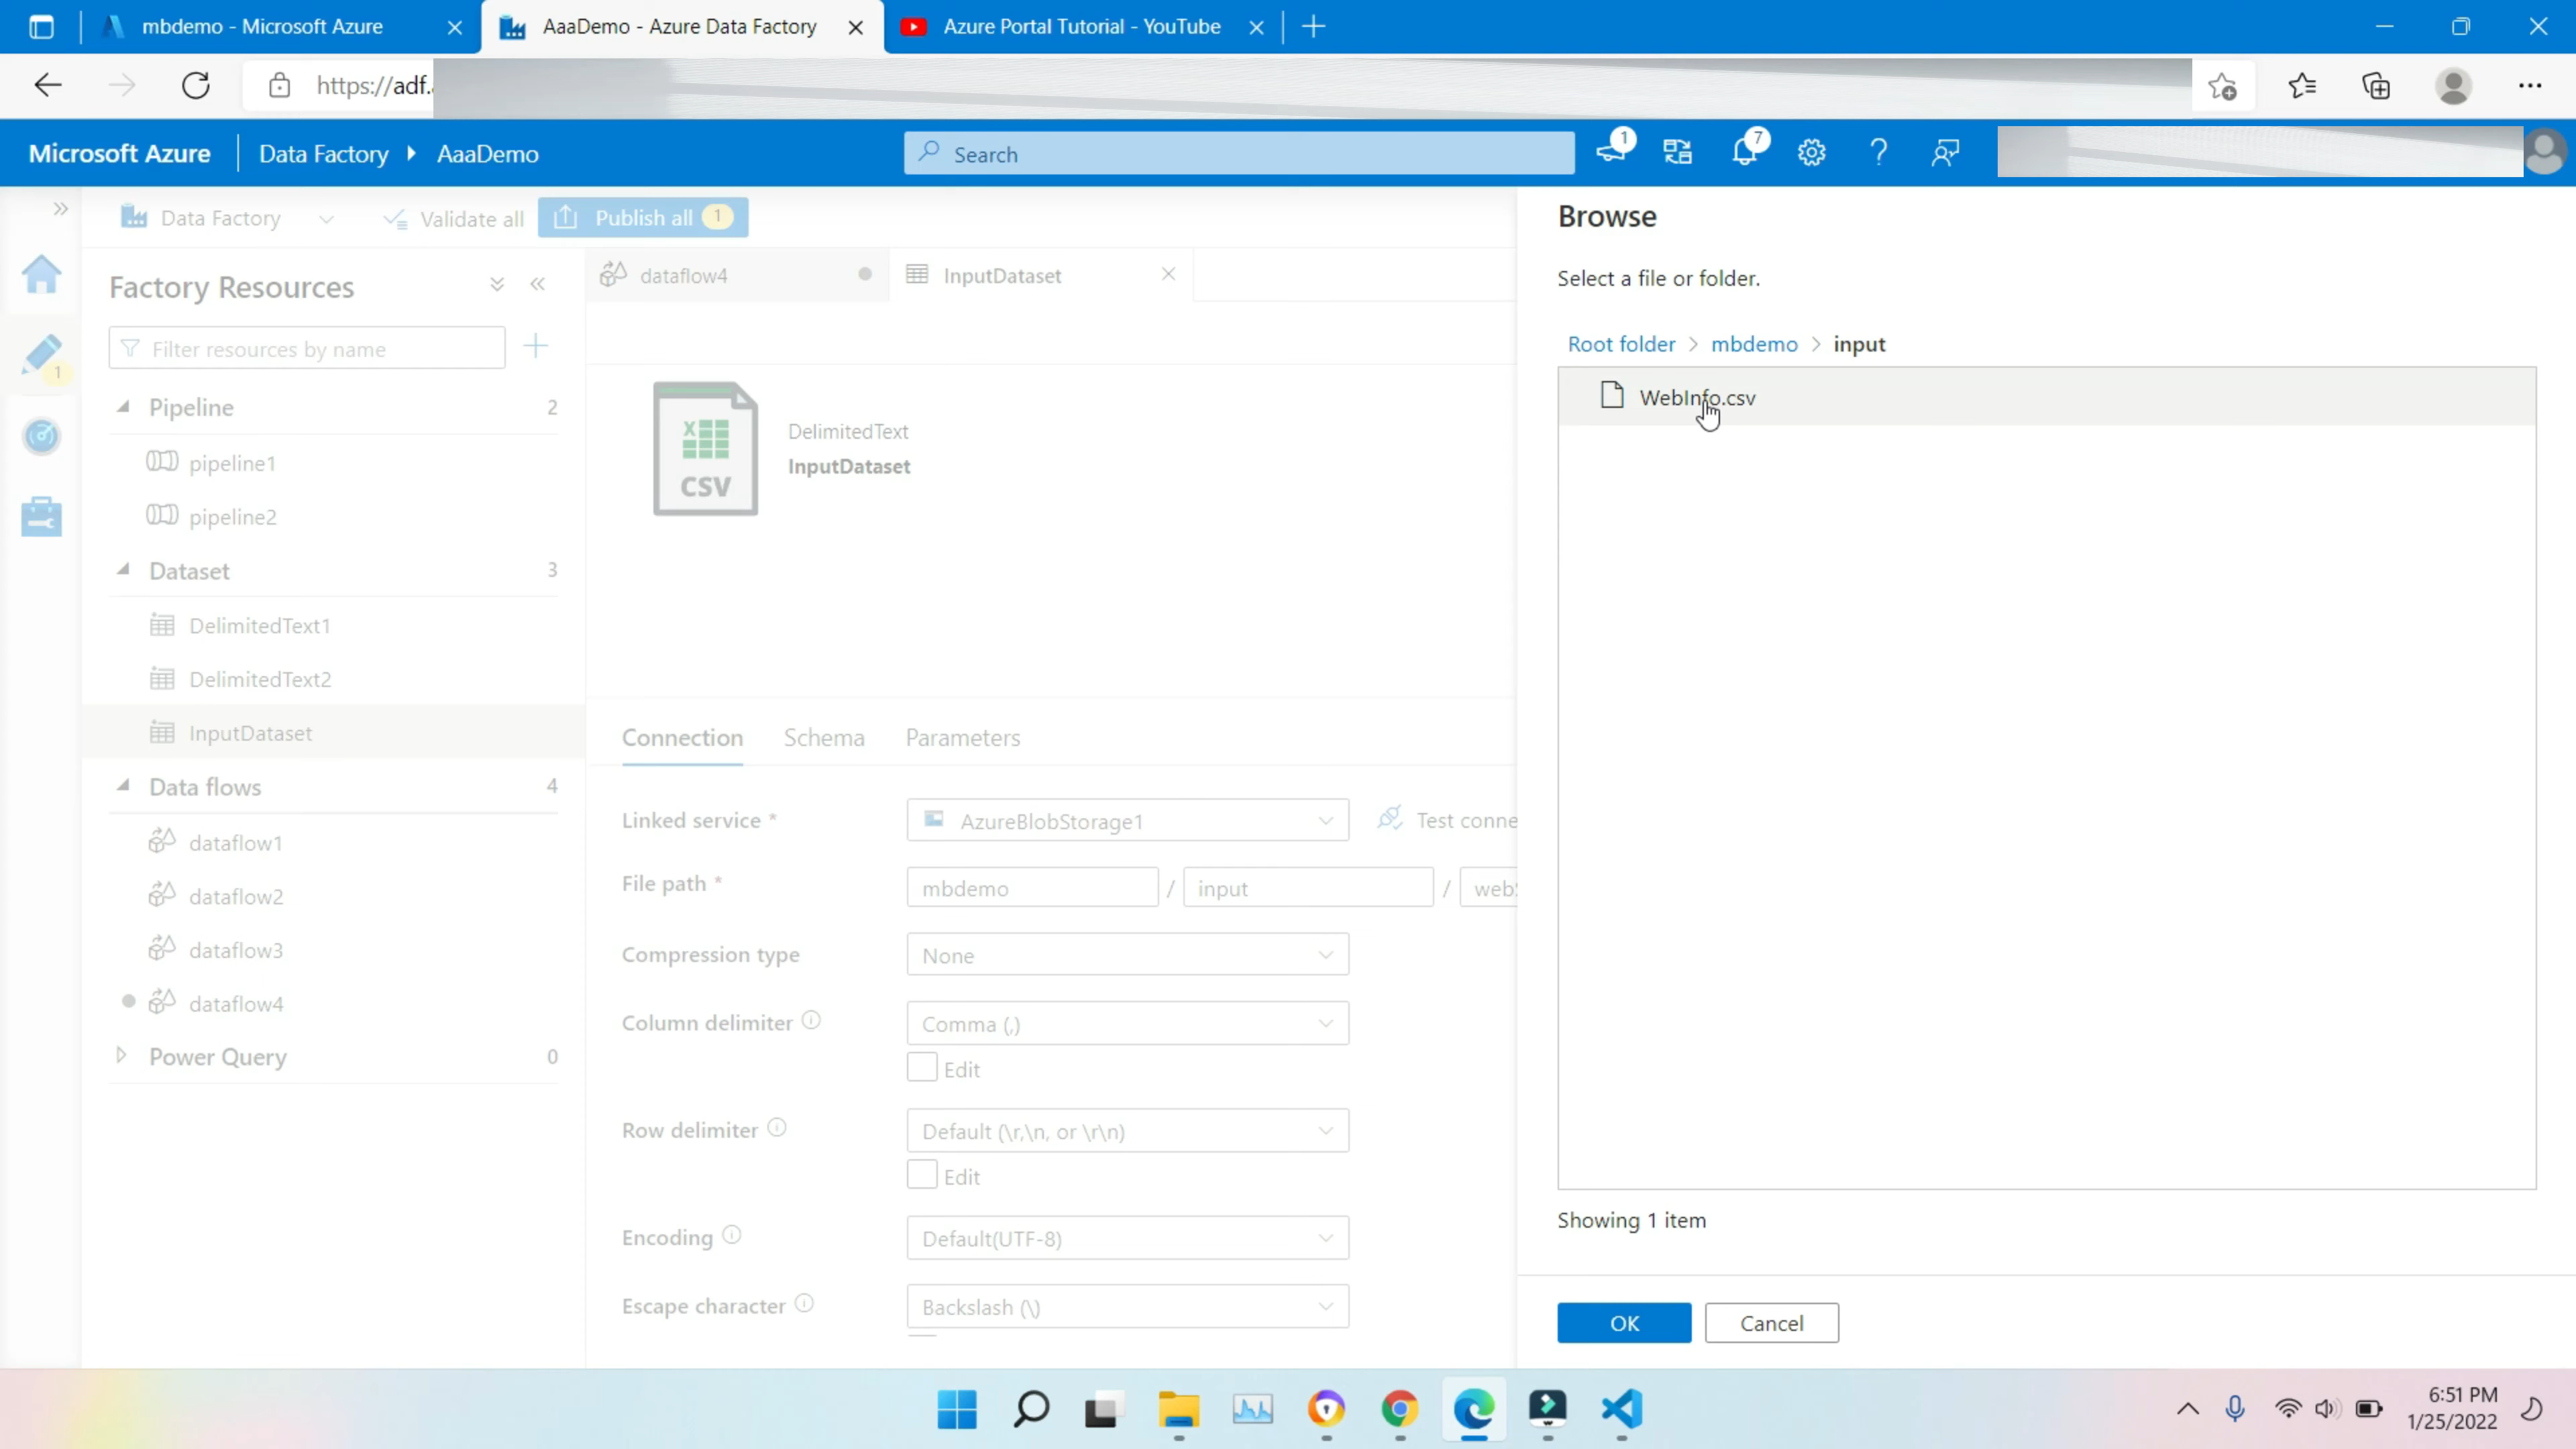 mbdemo - Microsoft Azure
AaaDemo - Azure Data Factory
Azure Portal Tutorial - YouTube
https://adf.
Microsoft Azure
Data Factory
AaaDemo
Search
1
7
Data Factory
Validate all
Publish all 1
Factory Resources
Filter resources by name
1
Pipeline 2
pipeline1
pipeline2
Dataset 3
DelimitedText1
DelimitedText2
InputDataset
Data flows 4
dataflow1
dataflow2
dataflow3
dataflow4
Power Query 0
dataflow4
InputDataset
X
CSV
DelimitedText
InputDataset
Connection Schema Parameters
Linked service * AzureBlobStorage1 Test conne
File path * mbdemo / input /
Compression type None
Column delimiter Comma (,)
Edit
Row delimiter Default (\r,\n, or \r\n)
Edit
Encoding Default(UTF-8)
Escape character Backslash (\)
Browse
Select a file or folder.
Root folder > mbdemo > input
WebInfo.csv
Showing 1 item
OK Cancel
6:51 PM
1/25/2022